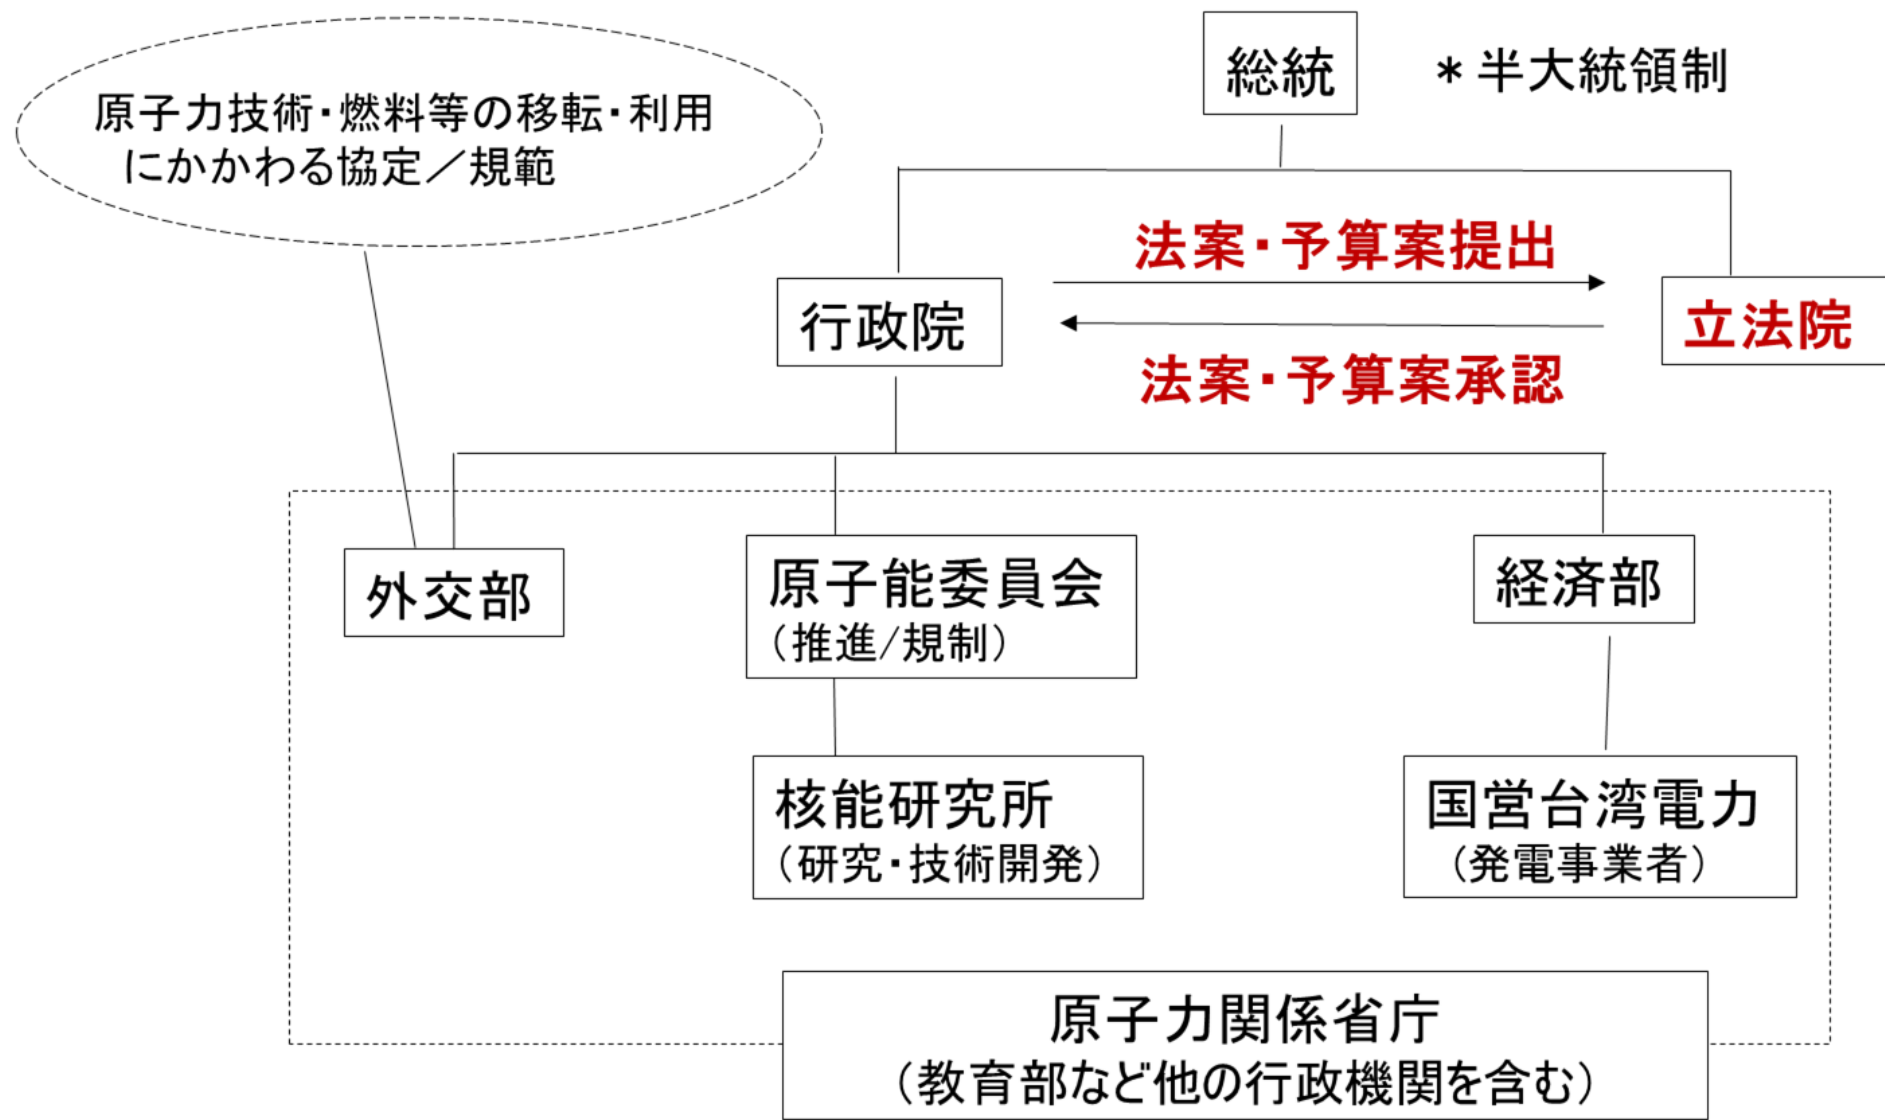 総統
＊半大統領制
原子力技術・燃料等の移転・利用
にかかわる協定／規範
法案・予算案提出
行政院
立法院
法案・予算案承認
外交部
原子能委員会
（推進/規制）
経済部
核能研究所
（研究・技術開発）
国営台湾電力
（発電事業者）
原子力関係省庁
（教育部など他の行政機関を含む）